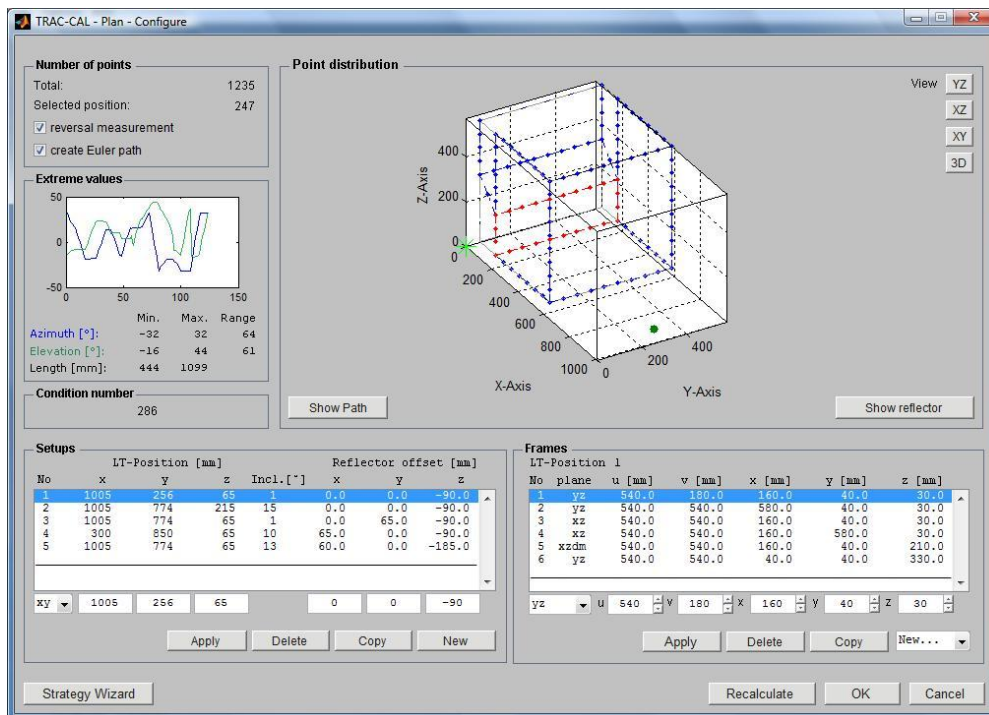 TRAC-CAL - Plan - Configure
Number of points
Total: 1235
Selected position: 247
reversal measurement
create Euler path
Extreme values
50
0
-50
0 50 100 150
Min. Max. Range
Azimuth [°]: -32 32 64
Elevation [°]: -16 44 61
Length [mm]: 444 1099
Condition number
286
Point distribution
View YZ
XZ
XY
3D
Z-Axis
400
200
0
0
200
400
600
800
1000
X-Axis
0
200
400
Y-Axis
Show Path
Show reflector
Setups
LT-Position [mm] Reflector offset [mm]
No x y z Incl.[°] x y z
1 1005 256 65 1 0.0 0.0 -90.0
2 1005 774 215 15 0.0 0.0 -90.0
3 1005 774 65 1 0.0 65.0 -90.0
4 300 850 65 10 65.0 0.0 -90.0
5 1005 774 65 13 60.0 0.0 -185.0
xy 1005 256 65 0 0 -90
Apply Delete Copy New
Frames
LT-Position 1
No plane u [mm] v [mm] x [mm] y [mm] z [mm]
1 yz 540.0 180.0 160.0 40.0 30.0
2 yz 540.0 540.0 580.0 40.0 30.0
3 xz 540.0 540.0 160.0 40.0 30.0
4 xz 540.0 540.0 160.0 580.0 30.0
5 xzdm 540.0 540.0 160.0 40.0 210.0
6 yz 540.0 540.0 40.0 40.0 330.0
yz u 540 v 180 x 160 y 40 z 30
Apply Delete Copy New...
Strategy Wizard
Recalculate OK Cancel